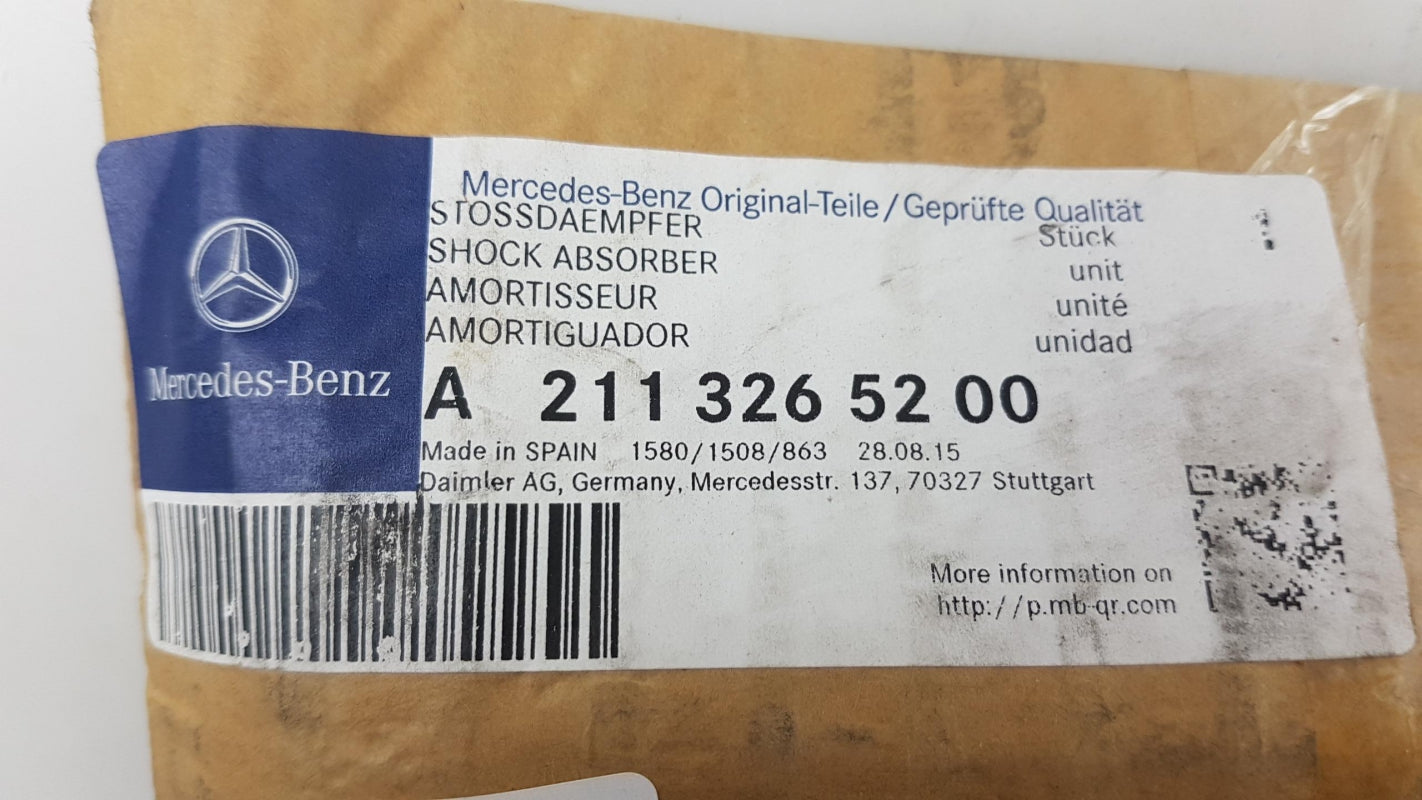 Mercedes-Benz Original-Teile/Geprüfte Qualität
STOSSDAEMPFER Stück
SHOCK ABSORBER unit
AMORTISSEUR unité
AMORTIGUADOR unidad
Mercedes-Benz
A 211 326 52 00
Made in SPAIN 1580/1508/863 28.08.15
Daimler AG, Germany, Mercedesstr. 137, 70327 Stuttgart
More information on
http://p.mb-qr.com